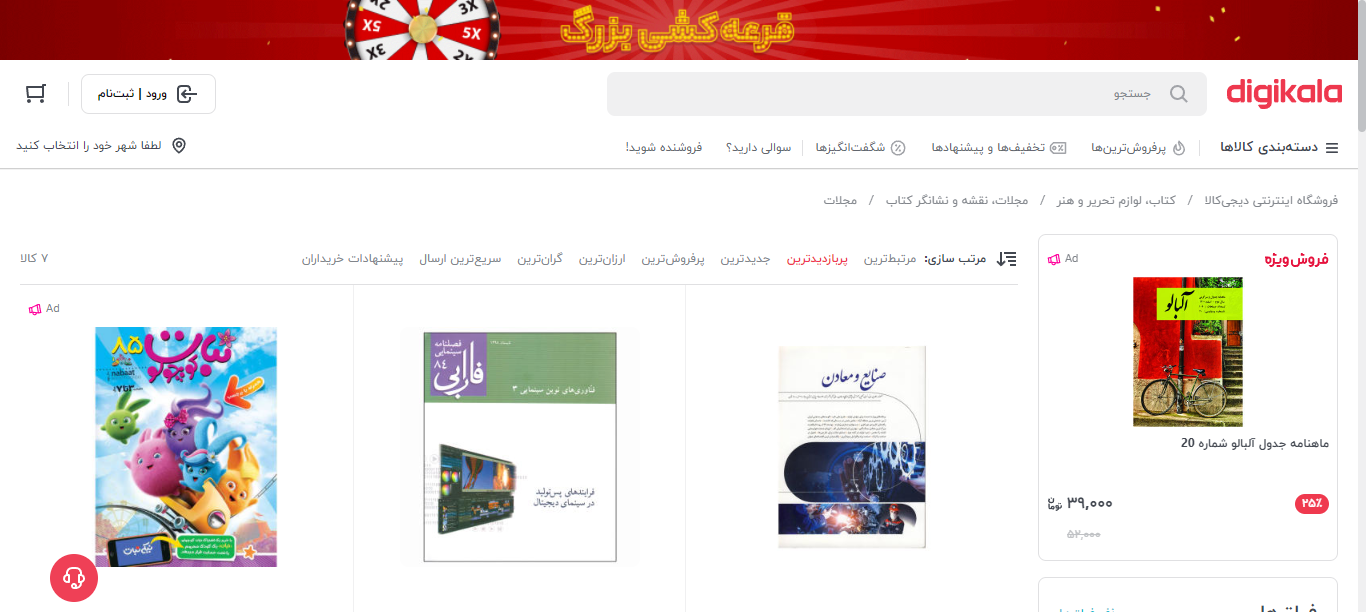 3X
5X
2X
3X
5X
2X
قرعه‌کشی بزرگ
digikala
جستجو
ورود | ثبت‌نام
دسته‌بندی کالاها
پرفروش‌ترین‌ها
تخفیف‌ها و پیشنهادها
شگفت‌انگیزها
سوالی دارید؟
فروشنده شوید!
لطفا شهر خود را انتخاب کنید
فروشگاه اینترنتی دیجی‌کالا / کتاب، لوازم تحریر و هنر / مجلات، نقشه و نشانگر کتاب / مجلات
فروش ویژه
Ad
آلبالو
ماهنامه جدول آلبالو شماره 20
۲۵٪
۳۹,۰۰۰ تومان
۵۲,۰۰۰
مرتب سازی: مرتبط‌ترین پربازدیدترین جدیدترین پرفروش‌ترین ارزان‌ترین گران‌ترین سریع‌ترین ارسال پیشنهادات خریداران
۷ کالا
صنایع و معادن
فصلنامه
سینمایی
۸۴
فارابی
فناوری‌های نوین سینمایی ۳
فرایندهای پس‌تولید
در سینمای دیجیتال
Ad
نبات
کوچولو
۸۵
nabaat